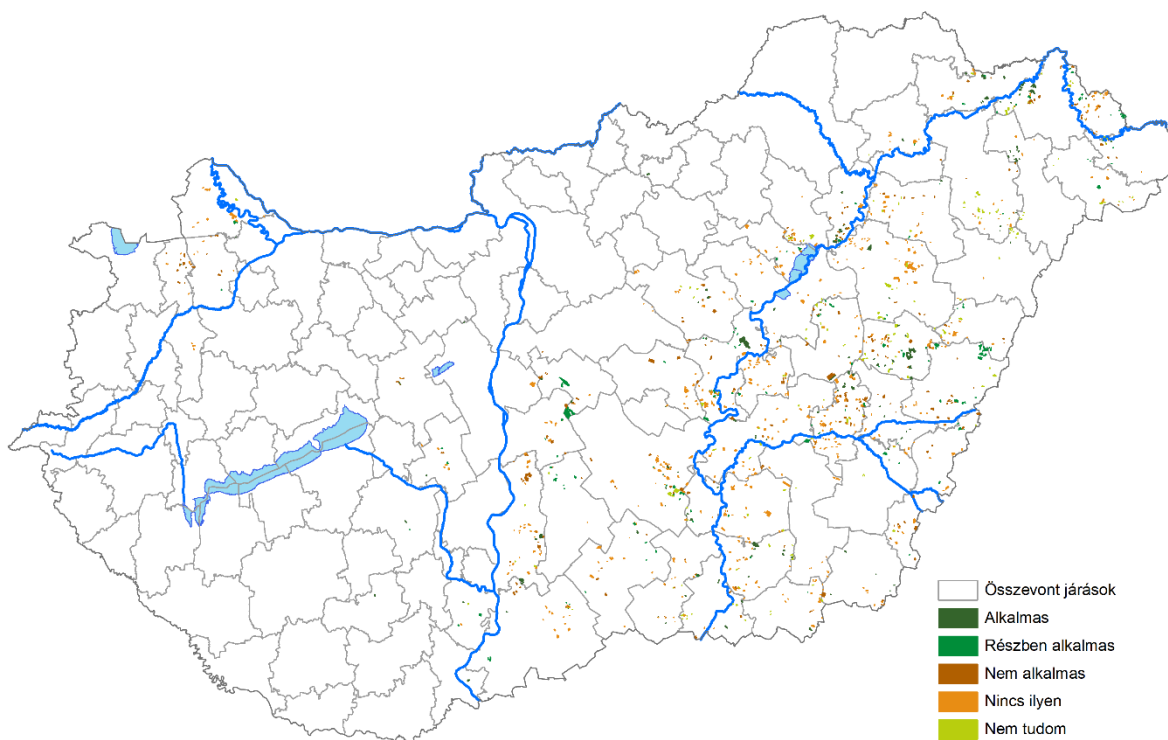 Összevont járások
Alkalmas
Részben alkalmas
Nem alkalmas
Nincs ilyen
Nem tudom